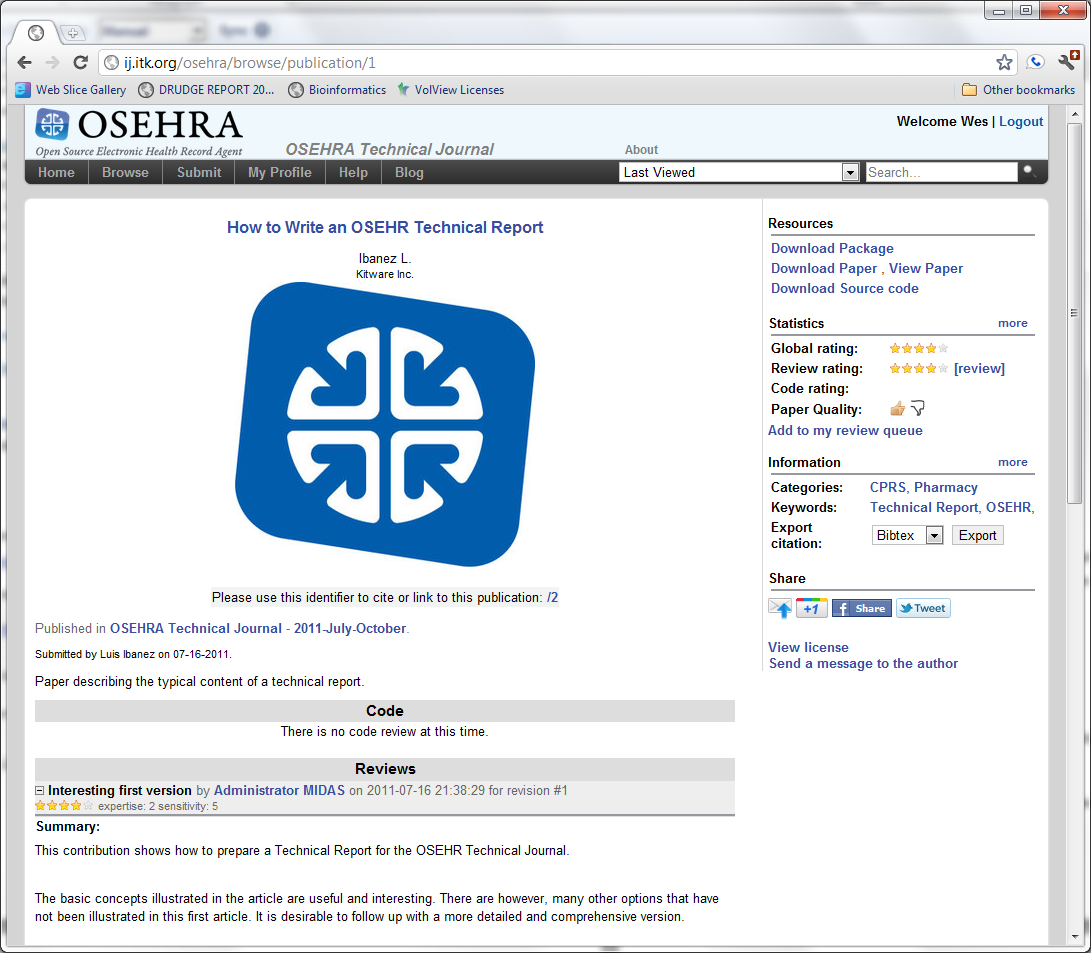 ij.itk.org/osehra/browse/publication/1
Web Slice Gallery DRUDGE REPORT 20... Bioinformatics VolView Licenses Other bookmarks
OSEHRA
Open Source Electronic Health Record Agent
OSEHRA Technical Journal
About
Welcome Wes | Logout
Home Browse Submit My Profile Help Blog Last Viewed Search...
How to Write an OSEHR Technical Report
Ibanez L.
Kitware Inc.
Please use this identifier to cite or link to this publication: /2
Published in OSEHRA Technical Journal - 2011-July-October.
Submitted by Luis Ibanez on 07-16-2011.
Paper describing the typical content of a technical report.
Code
There is no code review at this time.
Reviews
Interesting first version by Administrator MIDAS on 2011-07-16 21:38:29 for revision #1
expertise: 2 sensitivity: 5
Summary:
This contribution shows how to prepare a Technical Report for the OSEHR Technical Journal.
The basic concepts illustrated in the article are useful and interesting. There are however, many other options that have
not been illustrated in this first article. It is desirable to follow up with a more detailed and comprehensive version.
Resources
Download Package
Download Paper , View Paper
Download Source code
Statistics more
Global rating:
Review rating: [review]
Code rating:
Paper Quality:
Add to my review queue
Information more
Categories: CPRS, Pharmacy
Keywords: Technical Report, OSEHR,
Export
citation: Bibtex Export
Share
+1 f Share Tweet
View license
Send a message to the author